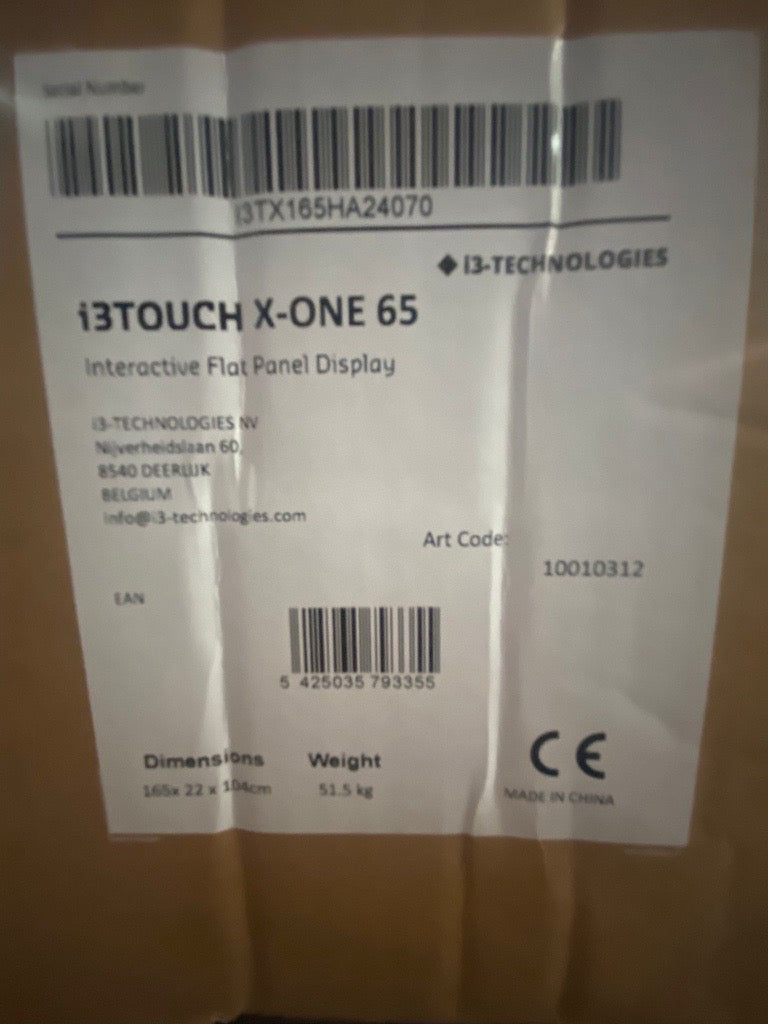 Serial Number
i3TX165HA24070
i3-TECHNOLOGIES
i3TOUCH X-ONE 65
Interactive Flat Panel Display
i3-TECHNOLOGIES NV
Nijverheidslaan 60,
8540 DEERLIJK
BELGIUM
info@i3-technologies.com
Art Code:
10010312
EAN
5 425035 793355
Dimensions Weight
165x 22 x 104cm 51.5 kg
CE
MADE IN CHINA